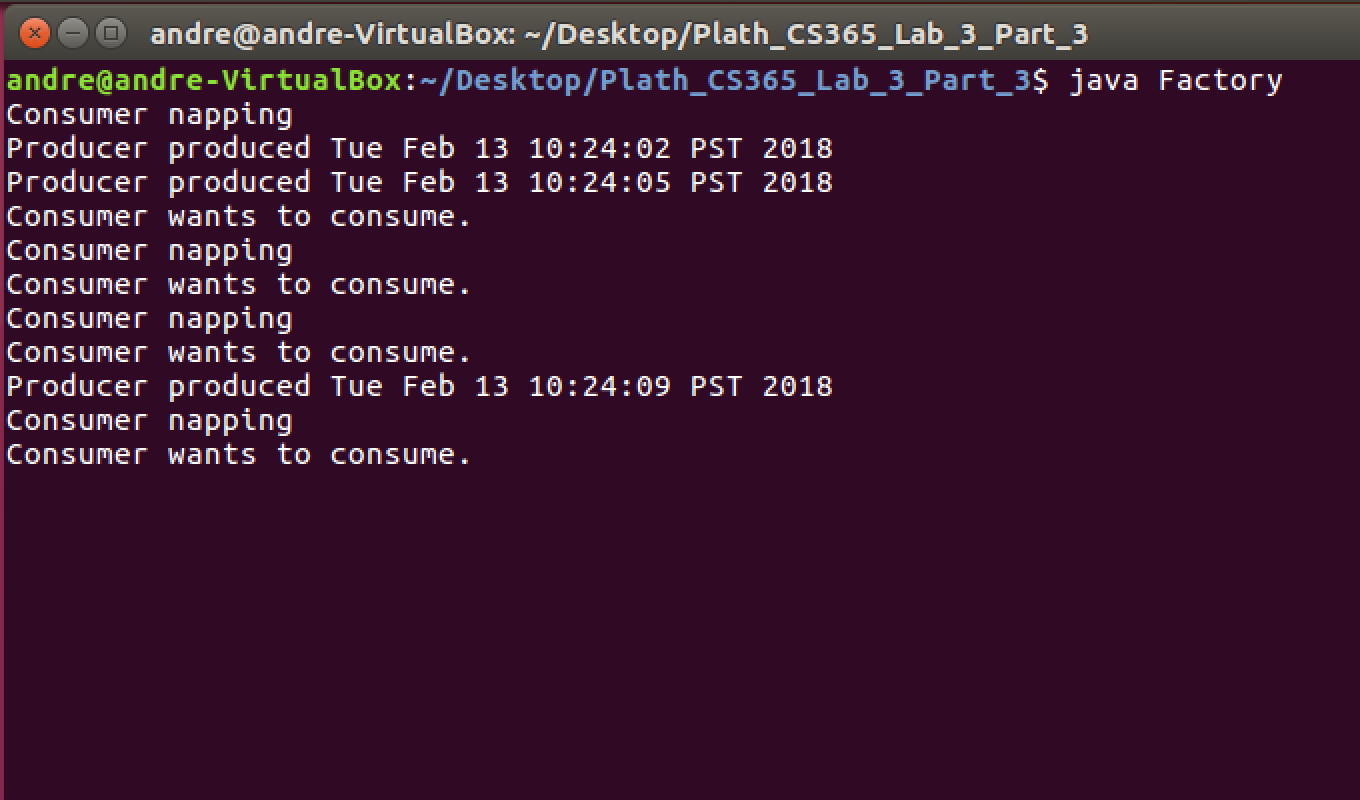 andre@andre-VirtualBox: ~/Desktop/Plath_CS365_Lab_3_Part_3
andre@andre-VirtualBox:~/Desktop/Plath_CS365_Lab_3_Part_3$ java Factory
Consumer napping
Producer produced Tue Feb 13 10:24:02 PST 2018
Producer produced Tue Feb 13 10:24:05 PST 2018
Consumer wants to consume.
Consumer napping
Consumer wants to consume.
Consumer napping
Consumer wants to consume.
Producer produced Tue Feb 13 10:24:09 PST 2018
Consumer napping
Consumer wants to consume.